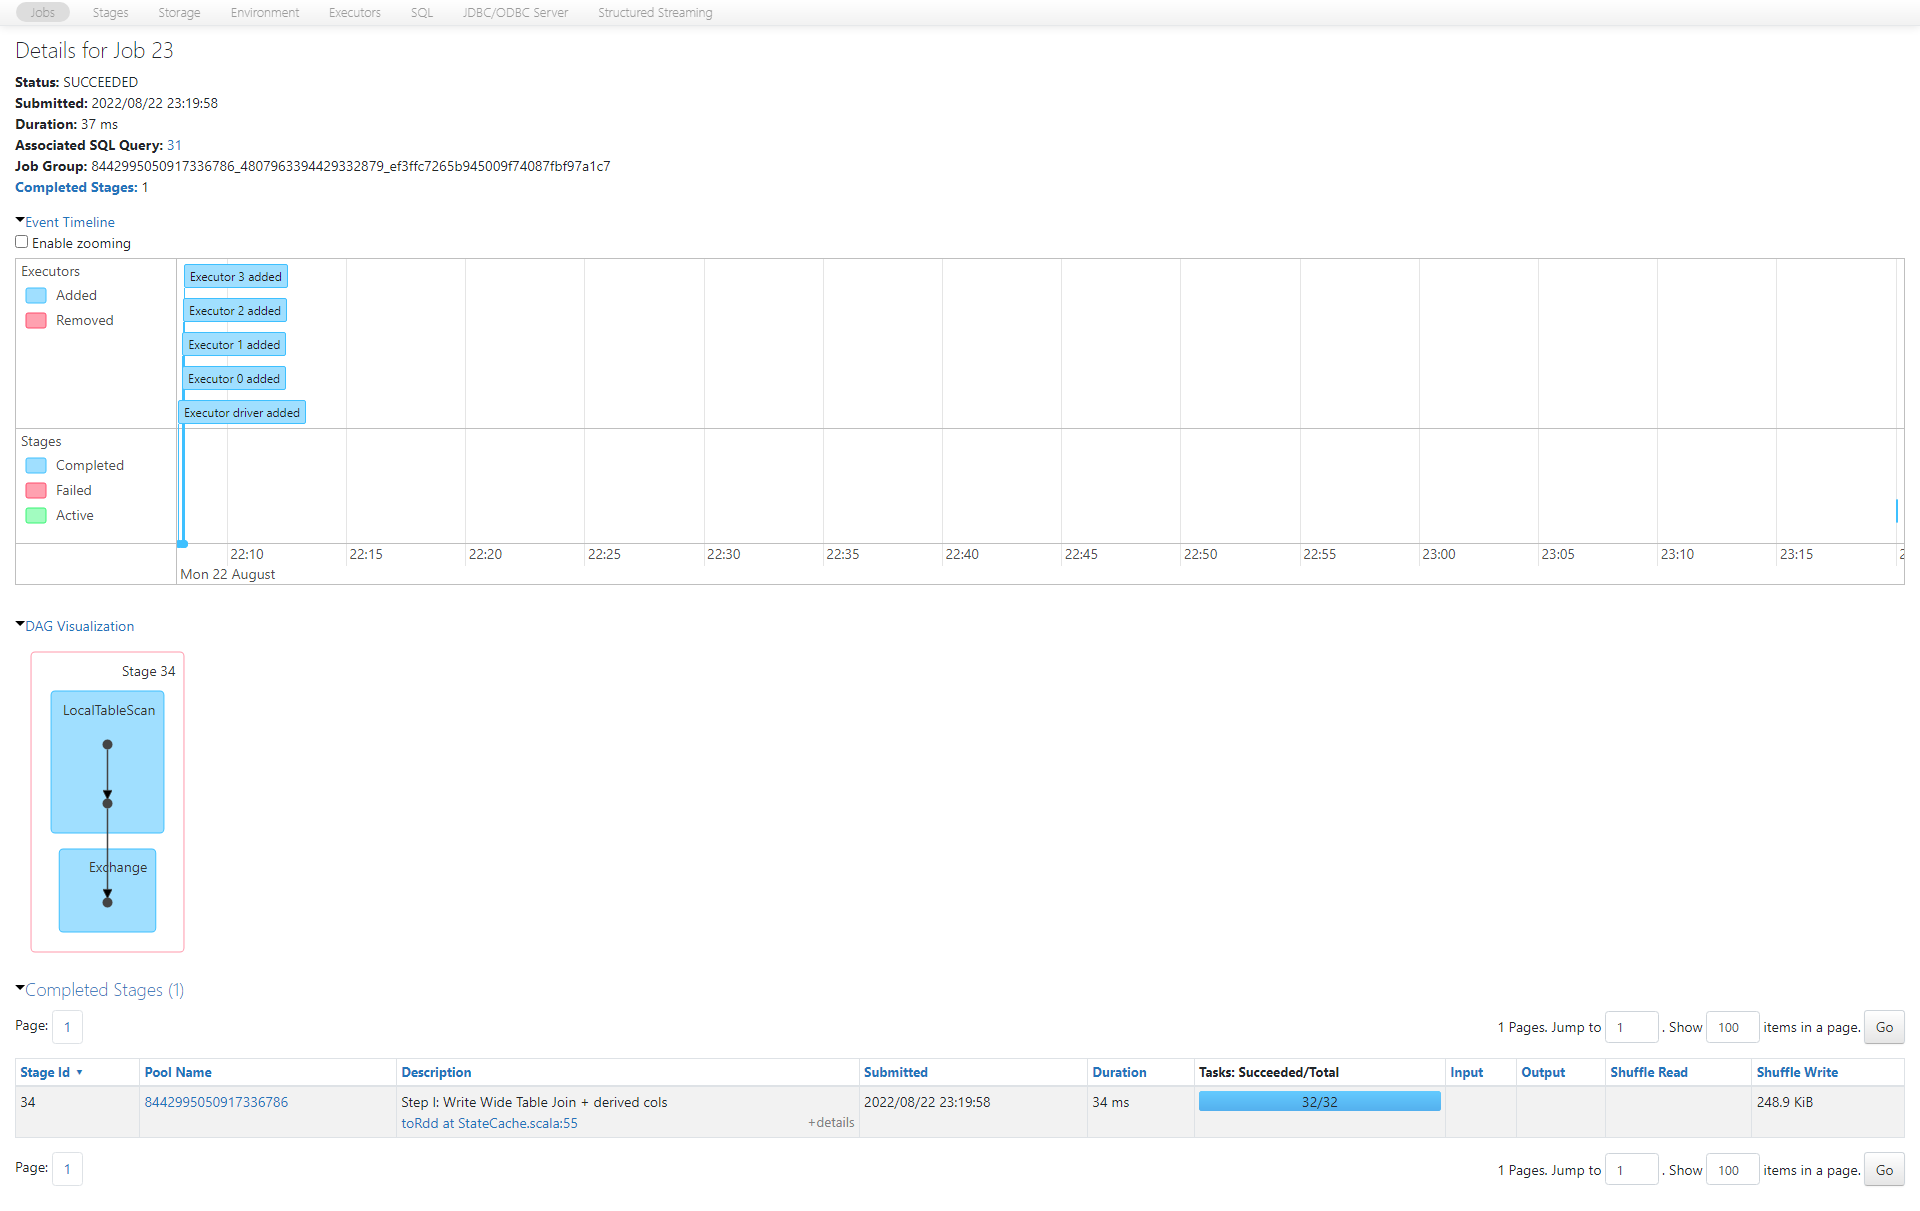 Jobs Stages Storage Environment Executors SQL JDBC/ODBC Server Structured Streaming
Details for Job 23
Status: SUCCEEDED
Submitted: 2022/08/22 23:19:58
Duration: 37 ms
Associated SQL Query: 31
Job Group: 8442995050917336786_4807963394429332879_ef3ffc7265b945009f74087fbf97a1c7
Completed Stages: 1
Event Timeline
Enable zooming
Executors
Added
Removed
Executor 3 added
Executor 2 added
Executor 1 added
Executor 0 added
Executor driver added
Stages
Completed
Failed
Active
22:10 22:15 22:20 22:25 22:30 22:35 22:40 22:45 22:50 22:55 23:00 23:05 23:10 23:15
Mon 22 August
DAG Visualization
Stage 34
LocalTableScan
Exchange
Completed Stages (1)
Page: 1 1 Pages. Jump to 1 . Show 100 items in a page. Go
Stage Id Pool Name Description Submitted Duration Tasks: Succeeded/Total Input Output Shuffle Read Shuffle Write
34 8442995050917336786 Step I: Write Wide Table Join + derived cols 2022/08/22 23:19:58 34 ms 32/32 248.9 KiB
toRdd at StateCache.scala:55 +details
Page: 1 1 Pages. Jump to 1 . Show 100 items in a page. Go